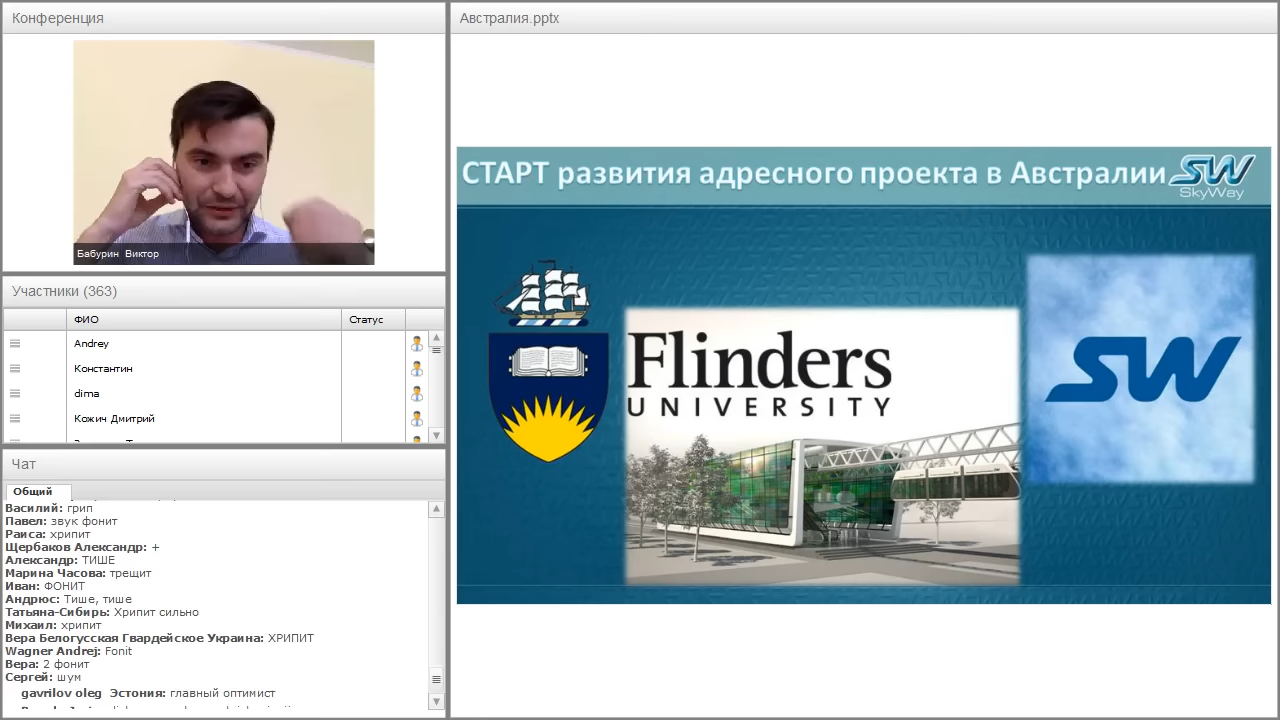 Конференция
Бабурин Виктор
Участники (363)
ФИО
Статус
Andrey
Константин
dima
Кожич Дмитрий
Чат
Общий
Василий: грип
Павел: звук фонит
Раиса: хрипит
Щербаков Александр: +
Александр: ТИШЕ
Марина Часова: трещит
Иван: ФОНИТ
Андрюс: Тише, тише
Татьяна-Сибирь: Хрипит сильно
Михаил: хрипит
Вера Белогусская Гвардейское Украина: ХРИПИТ
Wagner Andrej: Fonit
Вера: 2 фонит
Сергей: шум
gavrilov oleg Эстония: главный оптимист
Австралия.pptx
СТАРТ развития адресного проекта в Австралии
SW
SkyWay
Flinders
UNIVERSITY
SW